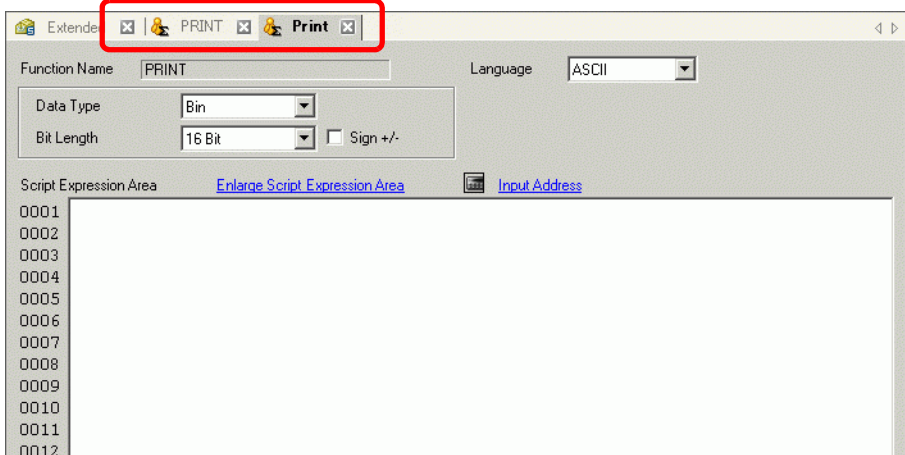 Extende PRINT Print
Function Name PRINT Language ASCII
Data Type Bin
Bit Length 16 Bit Sign +/-
Script Expression Area Enlarge Script Expression Area Input Address
0001
0002
0003
0004
0005
0006
0007
0008
0009
0010
0011
0012